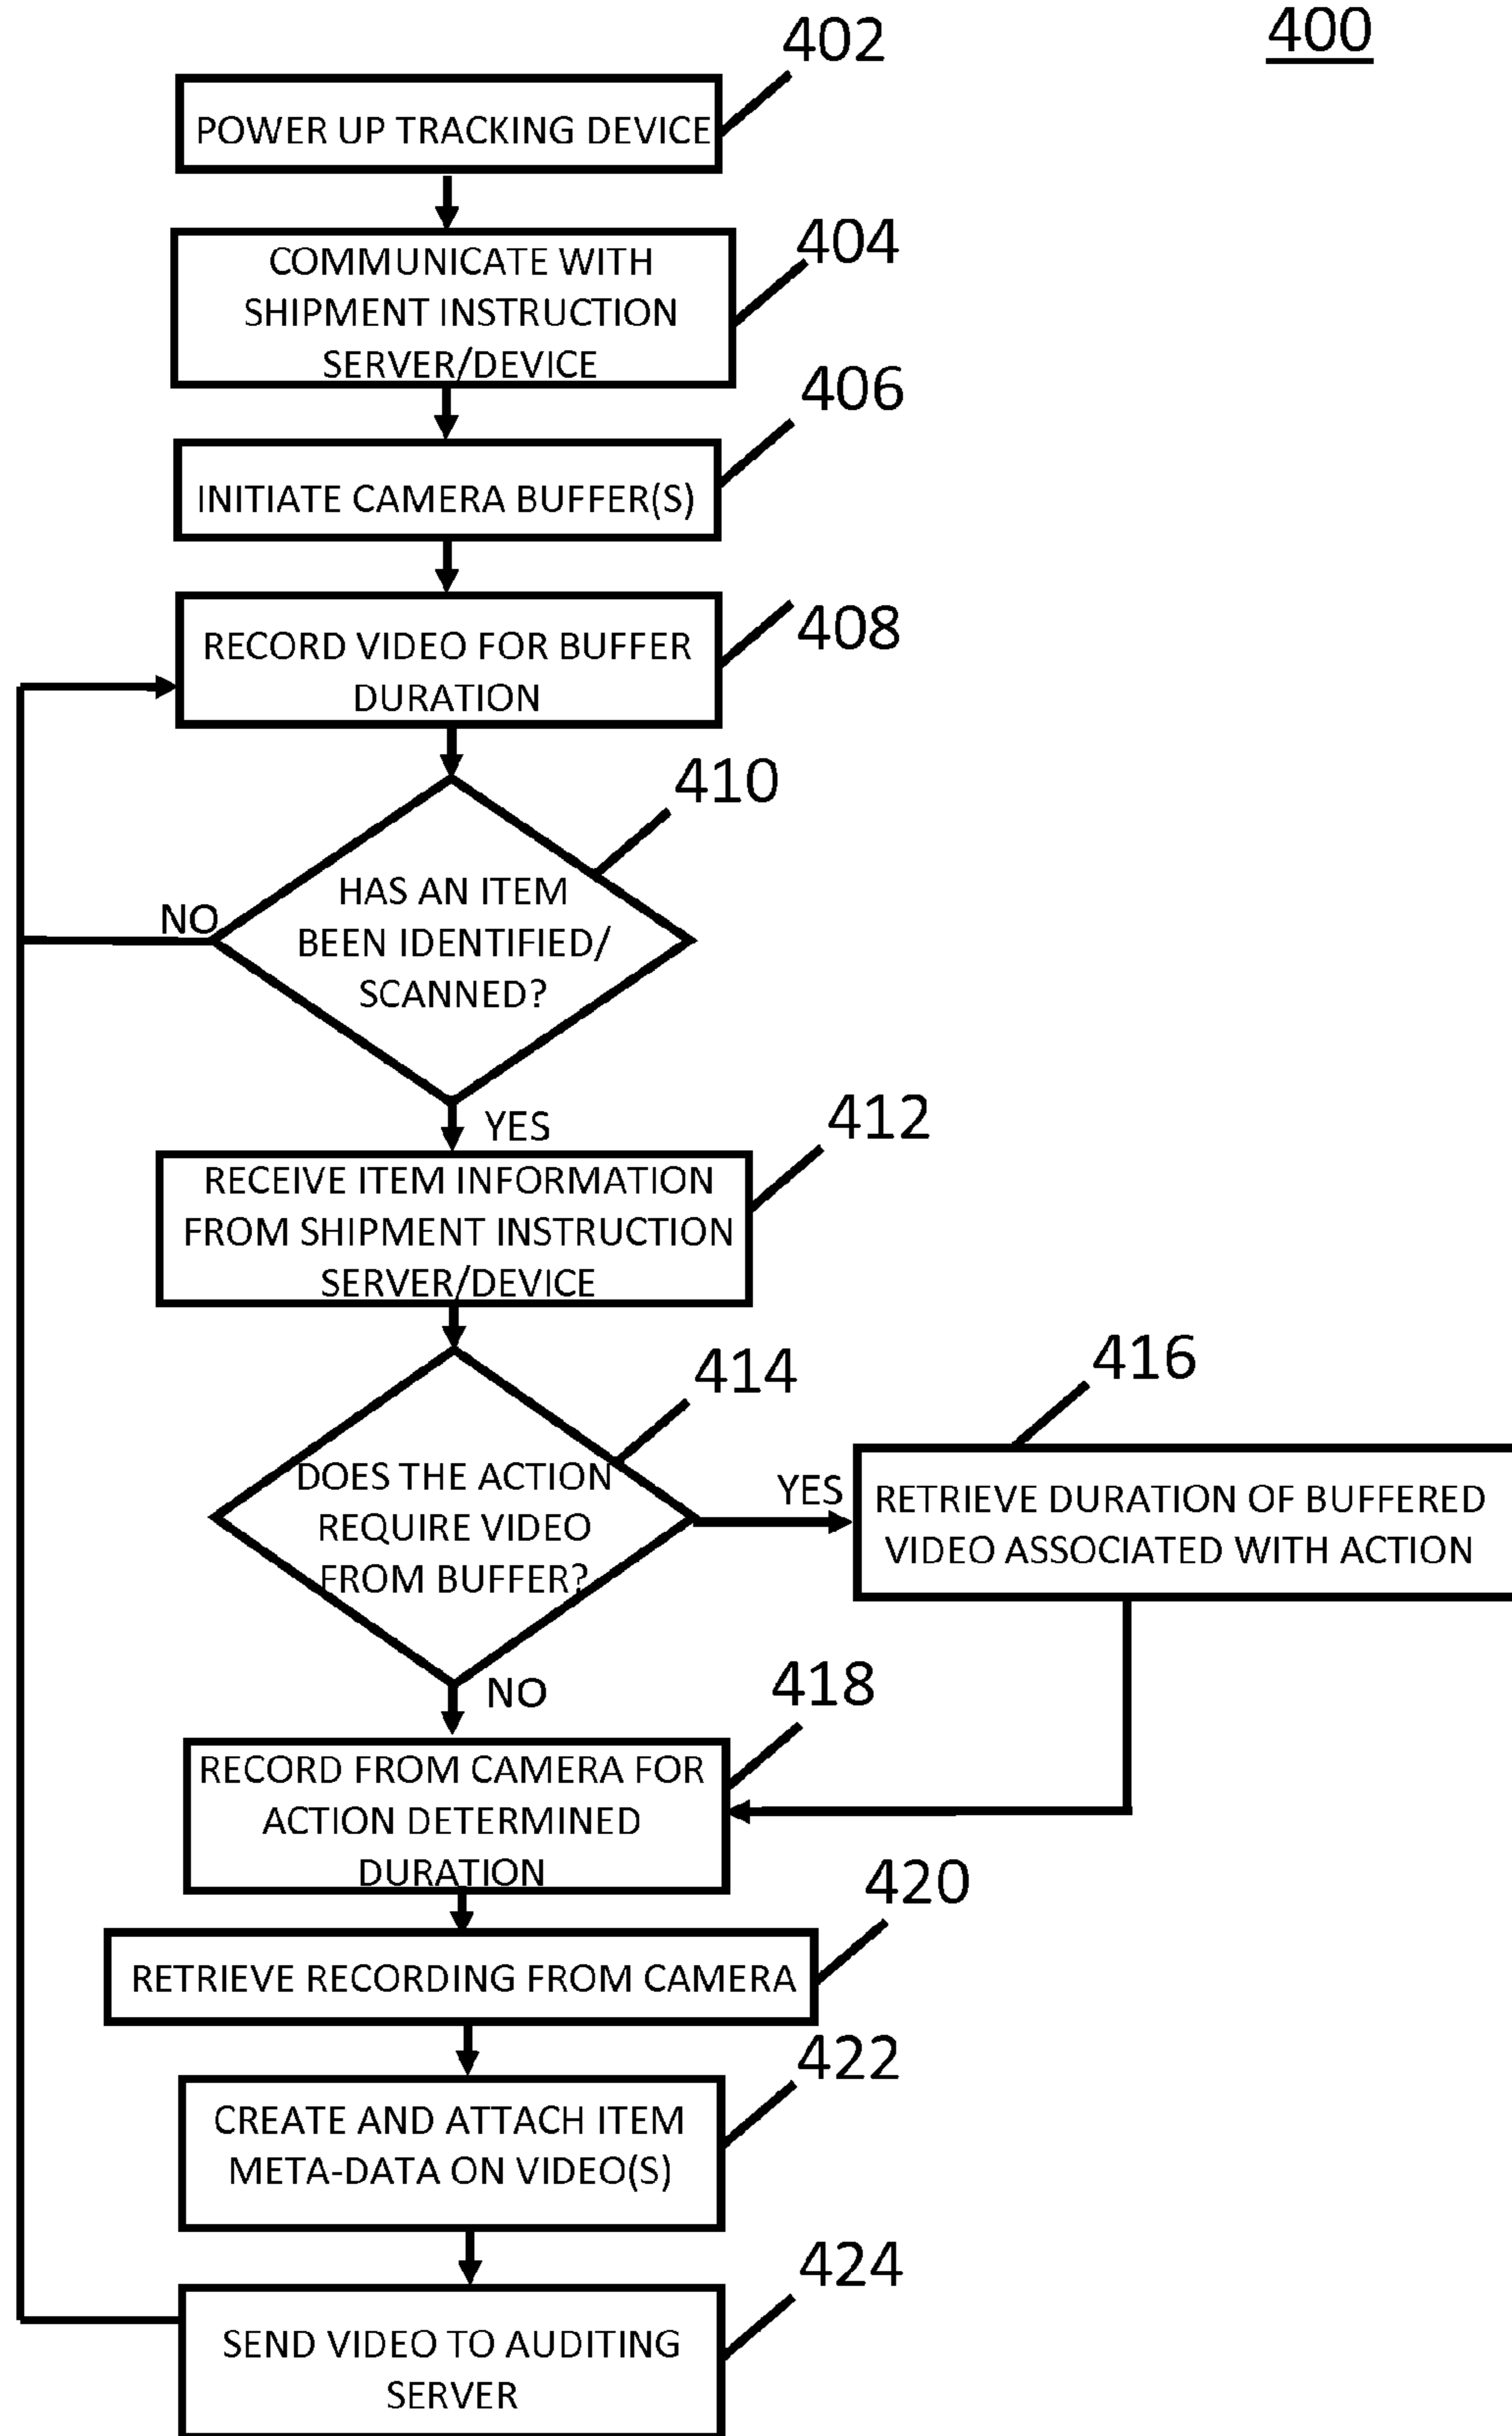 400
402
POWER UP TRACKING DEVICE
404
COMMUNICATE WITH
SHIPMENT INSTRUCTION
SERVER/DEVICE
406
INITIATE CAMERA BUFFER(S)
408
RECORD VIDEO FOR BUFFER
DURATION
410
HAS AN ITEM
BEEN IDENTIFIED/
SCANNED?
NO
YES
412
RECEIVE ITEM INFORMATION
FROM SHIPMENT INSTRUCTION
SERVER/DEVICE
414
DOES THE ACTION
REQUIRE VIDEO
FROM BUFFER?
YES
416
RETRIEVE DURATION OF BUFFERED
VIDEO ASSOCIATED WITH ACTION
NO
418
RECORD FROM CAMERA FOR
ACTION DETERMINED
DURATION
420
RETRIEVE RECORDING FROM CAMERA
422
CREATE AND ATTACH ITEM
META-DATA ON VIDEO(S)
424
SEND VIDEO TO AUDITING
SERVER